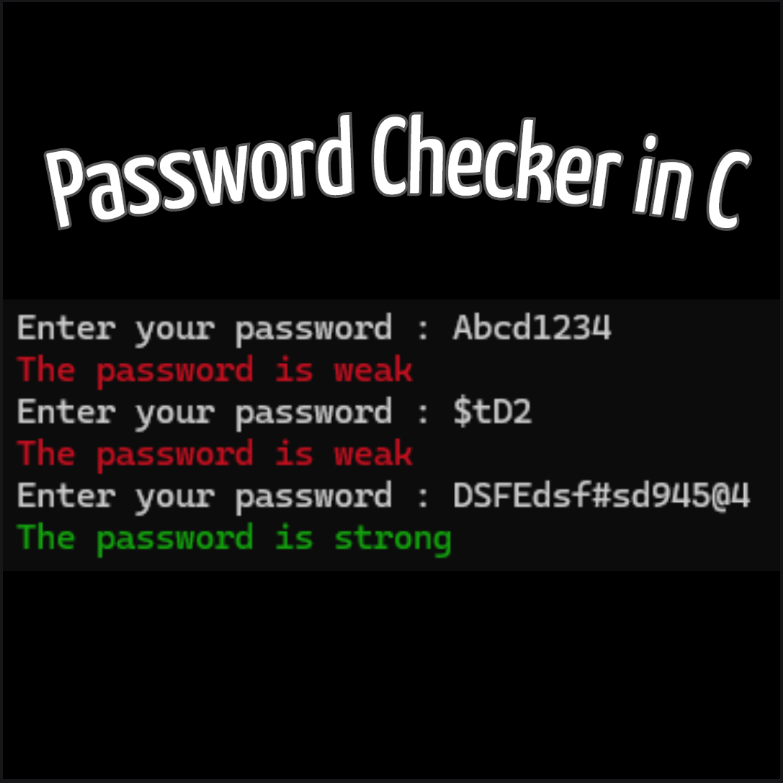 Password Checker in C
Enter your password : Abcd1234
The password is weak
Enter your password : $tD2
The password is weak
Enter your password : DSFEdsf#sd945@4
The password is strong